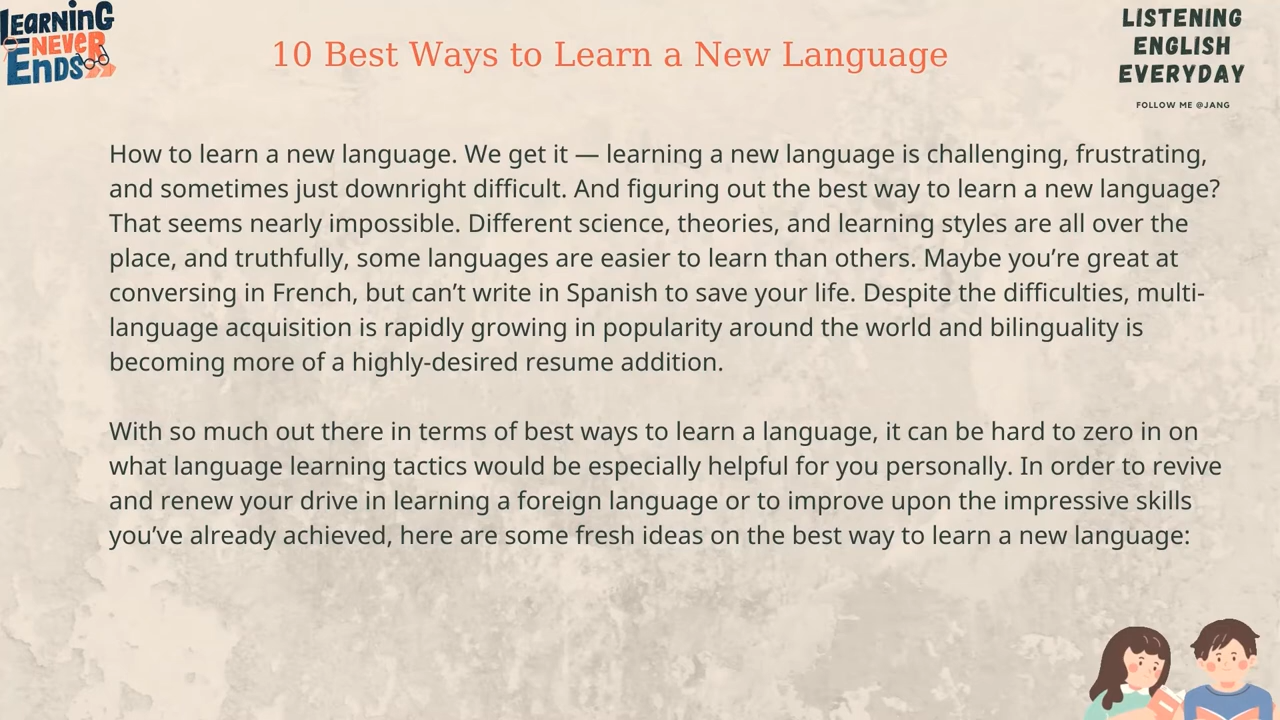 LEARNING
NEVER
ENDS
10 Best Ways to Learn a New Language
LISTENING
ENGLISH
EVERYDAY
FOLLOW ME @JANG
How to learn a new language. We get it — learning a new language is challenging, frustrating,
and sometimes just downright difficult. And figuring out the best way to learn a new language?
That seems nearly impossible. Different science, theories, and learning styles are all over the
place, and truthfully, some languages are easier to learn than others. Maybe you’re great at
conversing in French, but can’t write in Spanish to save your life. Despite the difficulties, multi-
language acquisition is rapidly growing in popularity around the world and bilinguality is
becoming more of a highly-desired resume addition.
With so much out there in terms of best ways to learn a language, it can be hard to zero in on
what language learning tactics would be especially helpful for you personally. In order to revive
and renew your drive in learning a foreign language or to improve upon the impressive skills
you’ve already achieved, here are some fresh ideas on the best way to learn a new language: